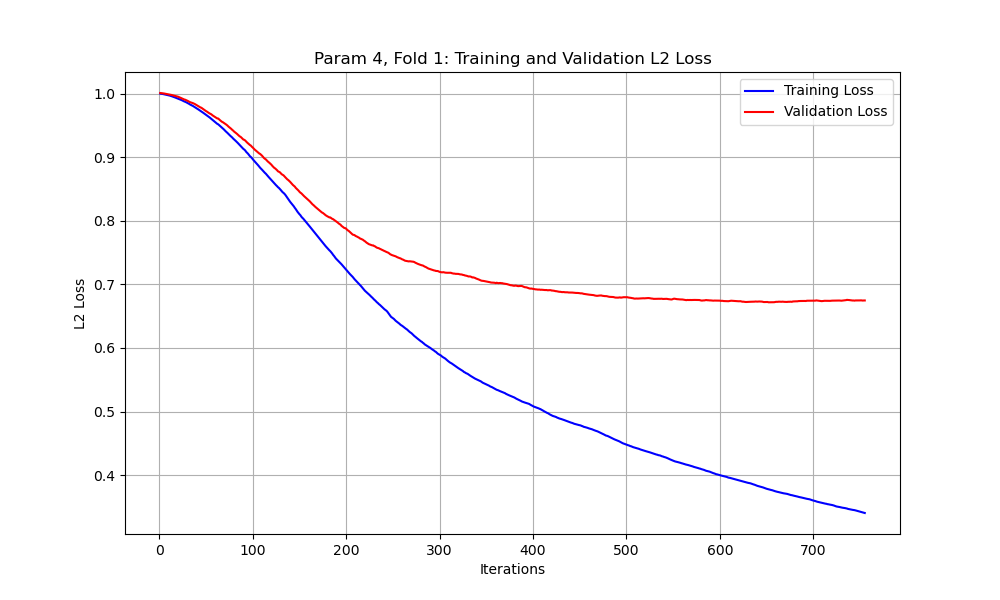 Param 4, Fold 1: Training and Validation L2 Loss
Training Loss
Validation Loss
L2 Loss
1.0
0.9
0.8
0.7
0.6
0.5
0.4
0 100 200 300 400 500 600 700
Iterations